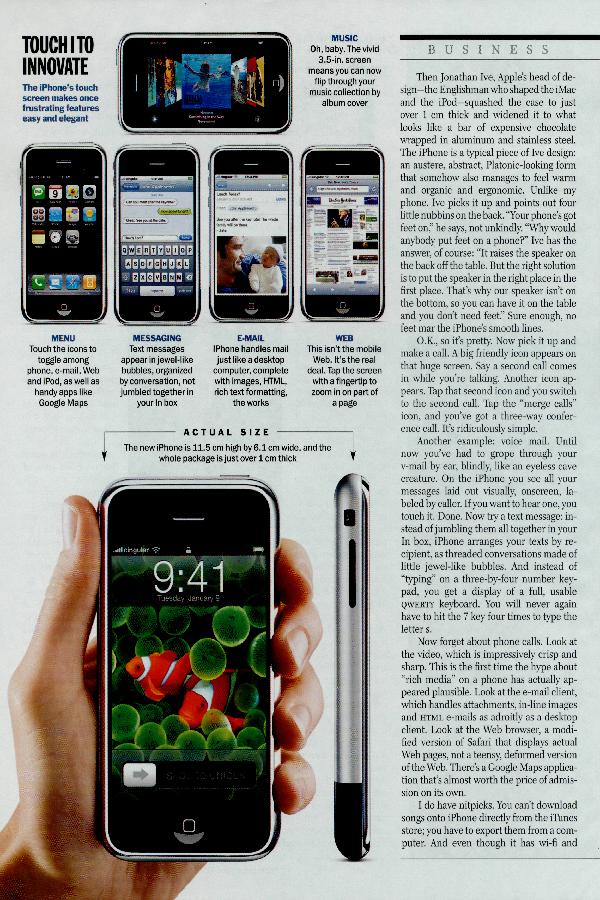 TOUCH I TO
INNOVATE
The iPhone's touch
screen makes once
frustrating features
easy and elegant
MUSIC
Oh, baby. The vivid
3.5-in. screen
means you can now
flip through your
music collection by
album cover
MENU
Touch the icons to
toggle among
phone, e-mail, Web
and iPod, as well as
handy apps like
Google Maps
MESSAGING
Text messages
appear in jewel-like
bubbles, organized
by conversation, not
jumbled together in
your In box
E-MAIL
IPhone handles mail
just like a desktop
computer, complete
with images, HTML,
rich text formatting,
the works
WEB
This isn't the mobile
Web. It's the real
deal. Tap the screen
with a fingertip to
zoom in on part of
a page
QWERTYUIOP
ASDFGHJKL
ZXCVBNM
ACTUAL SIZE
The new iPhone is 11.5 cm high by 6.1 cm wide, and the
whole package is just over 1 cm thick
cingular
9:41
Tuesday, January 9
slide to unlock
BUSINESS
Then Jonathan Ive, Apple's head of de-
sign—the Englishman who shaped the iMac
and the iPod—squashed the case to just
over 1 cm thick and widened it to what
looks like a bar of expensive chocolate
wrapped in aluminum and stainless steel.
The iPhone is a typical piece of Ive design:
an austere, abstract, Platonic-looking form
that somehow also manages to feel warm
and organic and ergonomic. Unlike my
phone. Ive picks it up and points out four
little nubbins on the back. "Your phone's got
feet on," he says, not unkindly. "Why would
anybody put feet on a phone?" Ive has the
answer, of course: "It raises the speaker on
the back off the table. But the right solution
is to put the speaker in the right place in the
first place. That's why our speaker isn't on
the bottom, so you can have it on the table
and you don't need feet." Sure enough, no
feet mar the iPhone's smooth lines.
O.K., so it's pretty. Now pick it up and
make a call. A big friendly icon appears on
that huge screen. Say a second call comes
in while you're talking. Another icon ap-
pears. Tap that second icon and you switch
to the second call. Tap the "merge calls"
icon, and you've got a three-way confer-
ence call. It's ridiculously simple.
Another example: voice mail. Until
now you've had to grope through your
v-mail by ear, blindly, like an eyeless cave
creature. On the iPhone you see all your
messages laid out visually, onscreen, la-
beled by caller. If you want to hear one, you
touch it. Done. Now try a text message: in-
stead of jumbling them all together in your
In box, iPhone arranges your texts by re-
cipient, as threaded conversations made of
little jewel-like bubbles. And instead of
"typing" on a three-by-four number key-
pad, you get a display of a full, usable
QWERTY keyboard. You will never again
have to hit the 7 key four times to type the
letter s.
Now forget about phone calls. Look at
the video, which is impressively crisp and
sharp. This is the first time the hype about
"rich media" on a phone has actually ap-
peared plausible. Look at the e-mail client,
which handles attachments, in-line images
and HTML e-mails as adroitly as a desktop
client. Look at the Web browser, a modi-
fied version of Safari that displays actual
Web pages, not a teensy, deformed version
of the Web. There's a Google Maps applica-
tion that's almost worth the price of admis-
sion on its own.
I do have nitpicks. You can't download
songs onto iPhone directly from the iTunes
store; you have to export them from a com-
puter. And even though it has wi-fi and